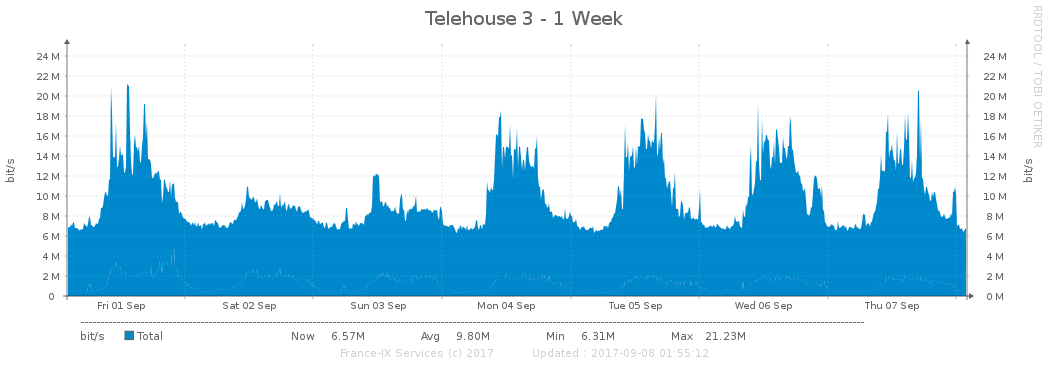 Telehouse 3 - 1 Week
RRDTOOL / TOBI OETIKER
bit/s
bit/s
24 M 24 M
22 M 22 M
20 M 20 M
18 M 18 M
16 M 16 M
14 M 14 M
12 M 12 M
10 M 10 M
8 M 8 M
6 M 6 M
4 M 4 M
2 M 2 M
0 0 M
Fri 01 Sep Sat 02 Sep Sun 03 Sep Mon 04 Sep Tue 05 Sep Wed 06 Sep Thu 07 Sep
bit/s Total Now 6.57M Avg 9.80M Min 6.31M Max 21.23M
France-IX Services (c) 2017 Updated : 2017-09-08 01:55:12